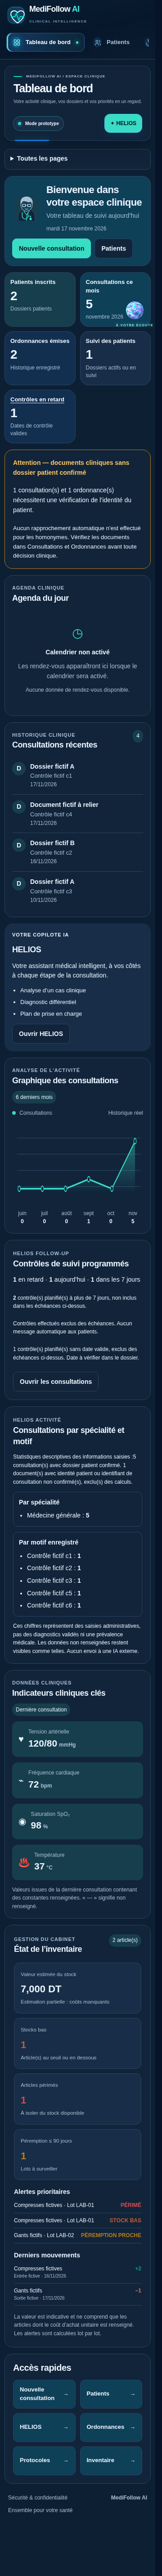 MediFollow AI
CLINICAL INTELLIGENCE
Tableau de bord
Patients
MEDIFOLLOW AI / ESPACE CLINIQUE
Tableau de bord
Votre activité clinique, vos dossiers et vos priorités en un regard.
Mode prototype
+ HELIOS
▶ Toutes les pages
Bienvenue dans
votre espace clinique
Votre tableau de suivi aujourd'hui
mardi 17 novembre 2026
Nouvelle consultation
Patients
Patients inscrits
2
Dossiers patients
Consultations ce
mois
5
novembre 2026
À VOTRE ÉCOUTE
Ordonnances émises
2
Historique enregistré
Suivi des patients
1
Dossiers actifs ou en
suivi
Contrôles en retard
1
Dates de contrôle
validées
Attention — documents cliniques sans
dossier patient confirmé
1 consultation(s) et 1 ordonnance(s)
nécessitent une vérification de l'identité du
patient.
Aucun rapprochement automatique n'est effectué
pour les homonymes. Vérifiez les documents
dans Consultations et Ordonnances avant toute
décision clinique.
AGENDA CLINIQUE
Agenda du jour
Calendrier non activé
Les rendez-vous apparaîtront ici lorsque le
calendrier sera activé.
Aucune donnée de rendez-vous disponible.
HISTORIQUE CLINIQUE
Consultations récentes
4
D
Dossier fictif A
Contrôle fictif c1
17/11/2026
D
Document fictif à relier
Contrôle fictif c4
17/11/2026
D
Dossier fictif B
Contrôle fictif c2
16/11/2026
D
Dossier fictif A
Contrôle fictif c3
10/11/2026
VOTRE COPILOTE IA
HELIOS
Votre assistant médical intelligent, à vos côtés
à chaque étape de la consultation.
• Analyse d'un cas clinique
• Diagnostic différentiel
• Plan de prise en charge
Ouvrir HELIOS
ANALYSE DE L'ACTIVITÉ
Graphique des consultations
6 derniers mois
Consultations
Historique réel
juin juil août sept oct nov
0 0 0 1 0 5
HELIOS FOLLOW-UP
Contrôles de suivi programmés
1 en retard · 1 aujourd'hui · 1 dans les 7 jours
2 contrôle(s) planifié(s) à plus de 7 jours, non inclus
dans les échéances ci-dessus.
Contrôles effectués exclus des échéances. Aucun
message automatique aux patients.
1 contrôle(s) planifié(s) sans date valide, exclus des
échéances ci-dessus. Date à vérifier dans le dossier.
Ouvrir les consultations
HELIOS ACTIVITÉ
Consultations par spécialité et
motif
Statistiques descriptives des informations saisies :5
consultation(s) avec dossier patient confirmé. 1
document(s) avec identité patient ou identifiant de
consultation non confirmé(s), exclu(s) des calculs.
Par spécialité
• Médecine générale : 5
Par motif enregistré
• Contrôle fictif c1 : 1
• Contrôle fictif c2 : 1
• Contrôle fictif c3 : 1
• Contrôle fictif c5 : 1
• Contrôle fictif c6 : 1
Ces chiffres représentent des saisies administratives,
pas des diagnostics validés ni une prévalence
médicale. Les données non renseignées restent
visibles comme telles. Aucun envoi à une IA externe.
DONNÉES CLINIQUES
Indicateurs cliniques clés
Dernière consultation
Tension artérielle
120/80 mmHg
Fréquence cardiaque
72 bpm
Saturation SpO₂
98 %
Température
37 °C
Valeurs issues de la dernière consultation contenant
des constantes renseignées. « — » signifie non
renseigné.
GESTION DU CABINET
État de l'inventaire
2 article(s)
Valeur estimée du stock
7,000 DT
Estimation partielle : coûts manquants
Stocks bas
1
Article(s) au seuil ou en dessous
Articles périmés
1
À isoler du stock disponible
Péremption ≤ 90 jours
1
Lots à surveiller
Alertes prioritaires
Compresses fictives · Lot LAB-01 PÉRIMÉ
Compresses fictives · Lot LAB-01 STOCK BAS
Gants fictifs · Lot LAB-02 PÉREMPTION PROCHE
Derniers mouvements
Compresses fictives +2
Entrée fictive · 16/11/2026
Gants fictifs −1
Sortie fictive · 17/11/2026
La valeur est indicative et ne comprend que les
articles dont le coût d'achat unitaire est renseigné.
Les alertes sont calculées lot par lot.
Accès rapides
Nouvelle
consultation →
Patients →
HELIOS →
Ordonnances →
Protocoles →
Inventaire →
Sécurité & confidentialité
MediFollow AI
Ensemble pour votre santé